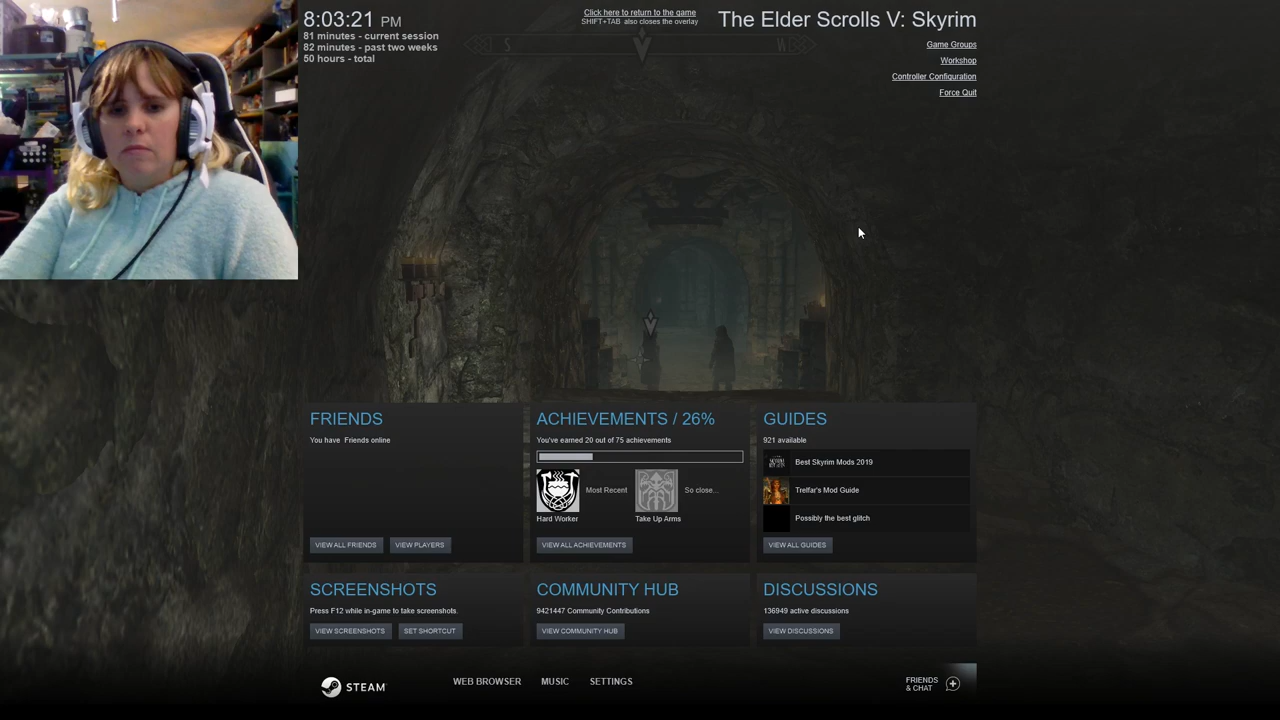 8:03:21 PM
81 minutes - current session
82 minutes - past two weeks
50 hours - total
Click here to return to the game
SHIFT+TAB also closes the overlay
S
W
The Elder Scrolls V: Skyrim
Game Groups
Workshop
Controller Configuration
Force Quit
FRIENDS
You have Friends online
VIEW ALL FRIENDS
VIEW PLAYERS
ACHIEVEMENTS / 26%
You've earned 20 out of 75 achievements
Most Recent
So close...
Hard Worker
Take Up Arms
VIEW ALL ACHIEVEMENTS
GUIDES
921 available
Best Skyrim Mods 2019
Trelfar's Mod Guide
Possibly the best glitch
VIEW ALL GUIDES
SCREENSHOTS
Press F12 while in-game to take screenshots.
VIEW SCREENSHOTS
SET SHORTCUT
COMMUNITY HUB
9421447 Community Contributions
VIEW COMMUNITY HUB
DISCUSSIONS
136949 active discussions
VIEW DISCUSSIONS
STEAM
WEB BROWSER
MUSIC
SETTINGS
FRIENDS
& CHAT